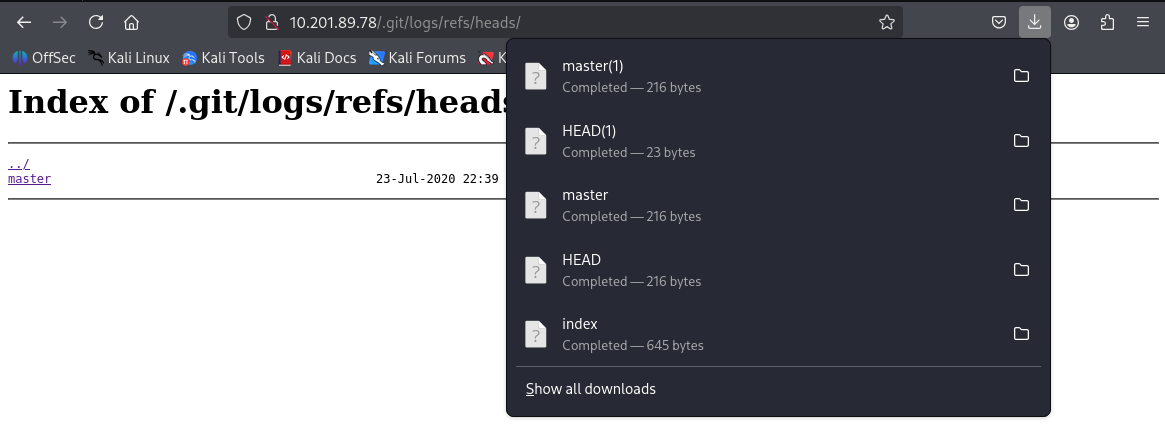 10.201.89.78/.git/logs/refs/heads/
OffSec Kali Linux Kali Tools Kali Docs Kali Forums K
Index of /.git/logs/refs/heads
../
master 23-Jul-2020 22:39
master(1)
Completed — 216 bytes
HEAD(1)
Completed — 23 bytes
master
Completed — 216 bytes
HEAD
Completed — 216 bytes
index
Completed — 645 bytes
Show all downloads